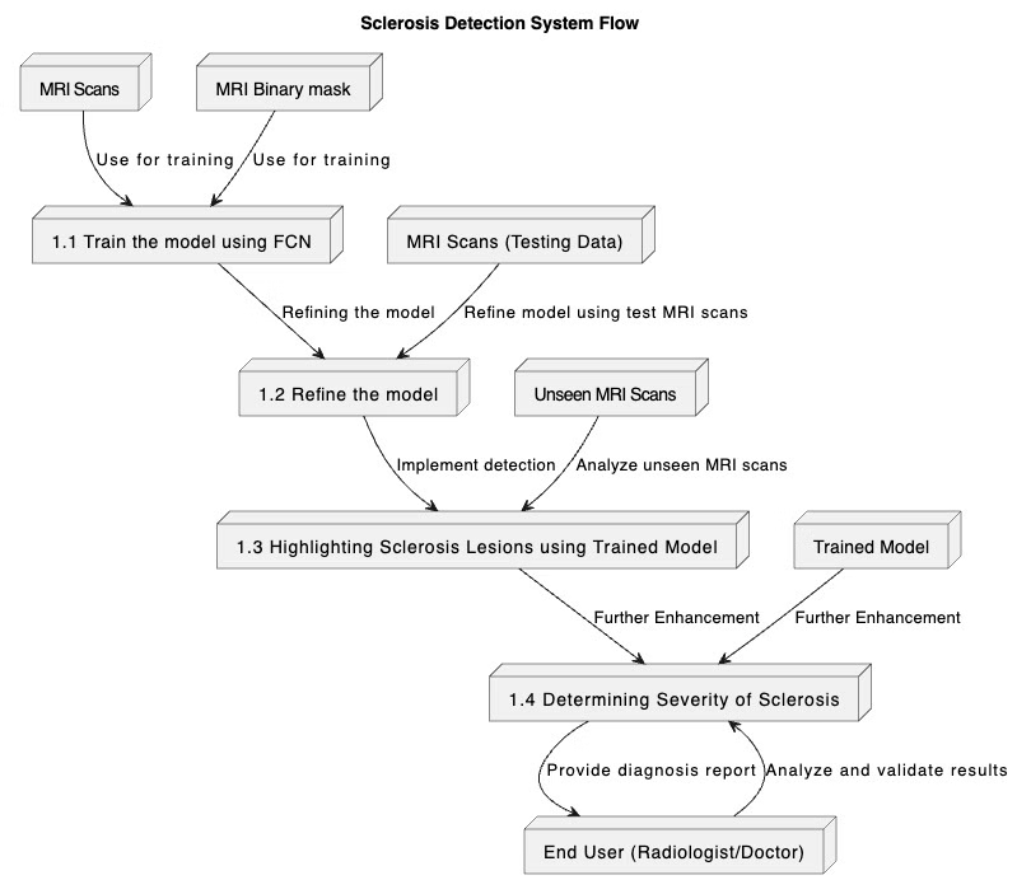 Sclerosis Detection System Flow
MRI Scans
MRI Binary mask
Use for training
Use for training
1.1 Train the model using FCN
MRI Scans (Testing Data)
Refining the model
Refine model using test MRI scans
1.2 Refine the model
Unseen MRI Scans
Implement detection
Analyze unseen MRI scans
1.3 Highlighting Sclerosis Lesions using Trained Model
Trained Model
Further Enhancement
Further Enhancement
1.4 Determining Severity of Sclerosis
Provide diagnosis report
Analyze and validate results
End User (Radiologist/Doctor)